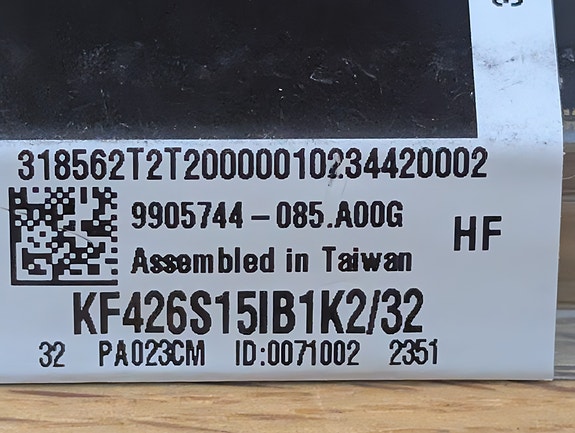 318562T2T20000010234420002
9905744-085.A00G
HF
Assembled in Taiwan
KF426S15IB1K2/32
32 PA023CM ID:0071002 2351